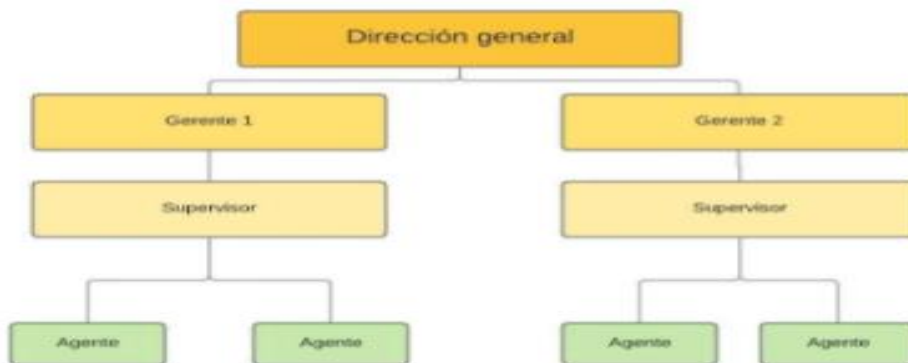 Dirección general
Gerente 1
Gerente 2
Supervisor
Supervisor
Agente
Agente
Agente
Agente